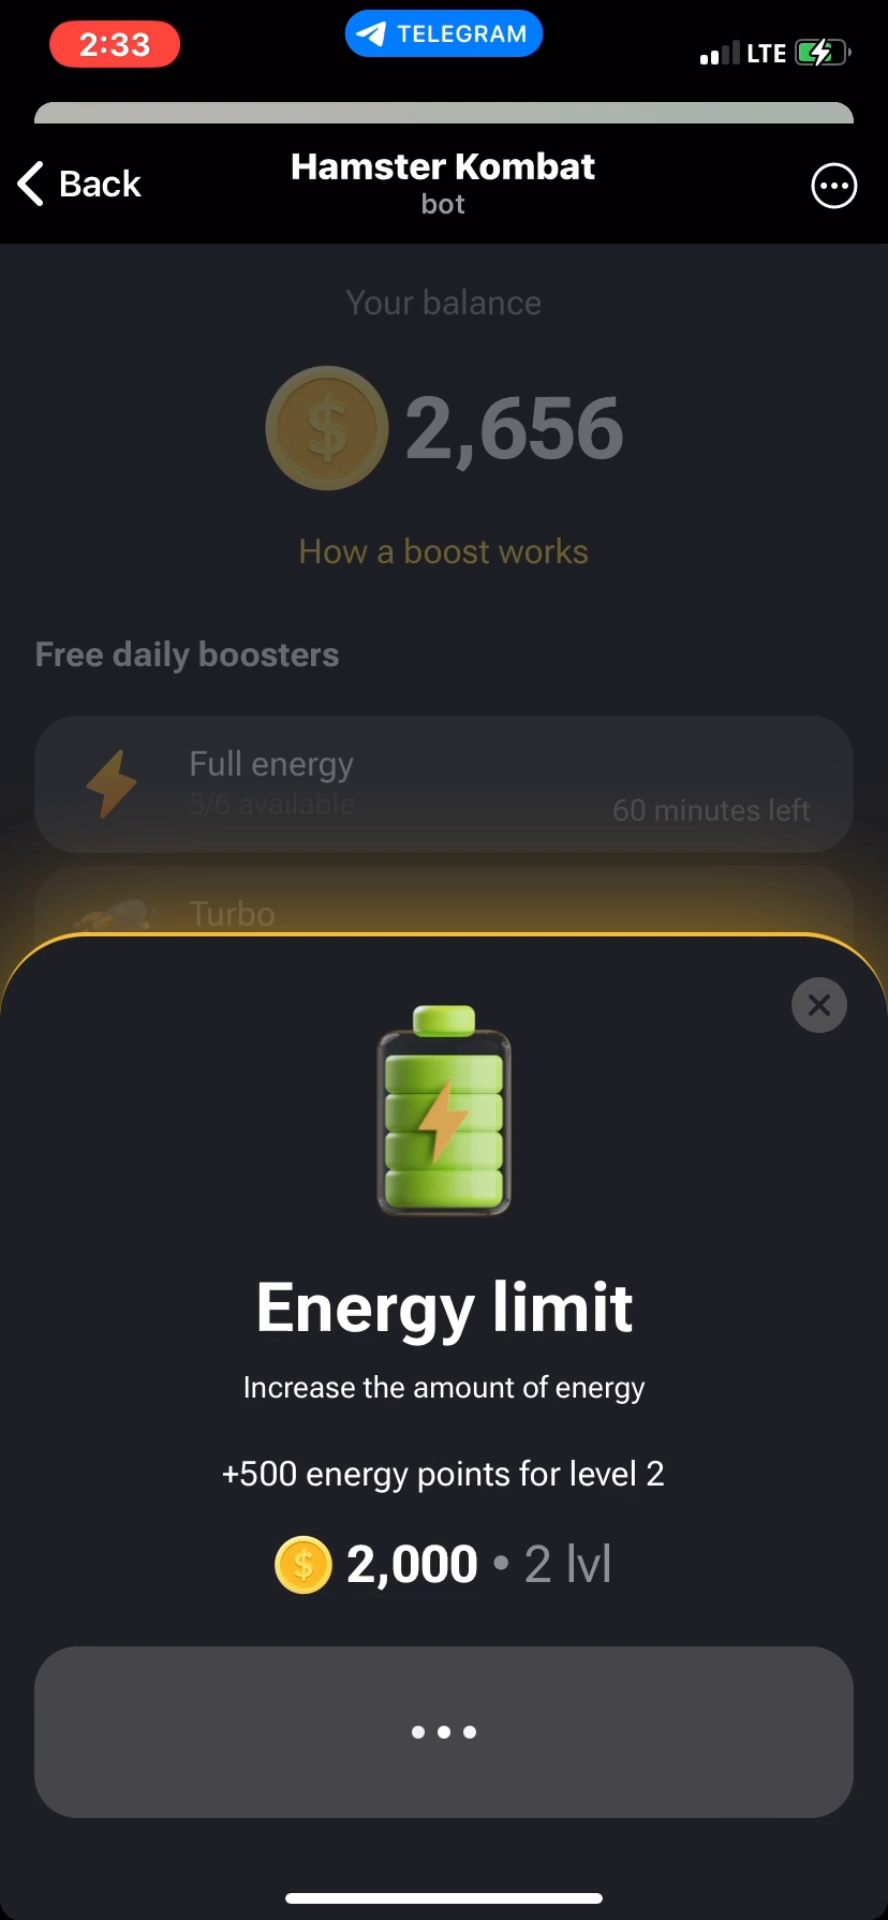 2:33
TELEGRAM
LTE
Back
Hamster Kombat
bot
Your balance
$ 2,656
How a boost works
Free daily boosters
Full energy
5/6 available
60 minutes left
Turbo
Energy limit
Increase the amount of energy
+500 energy points for level 2
$ 2,000 • 2 lvl